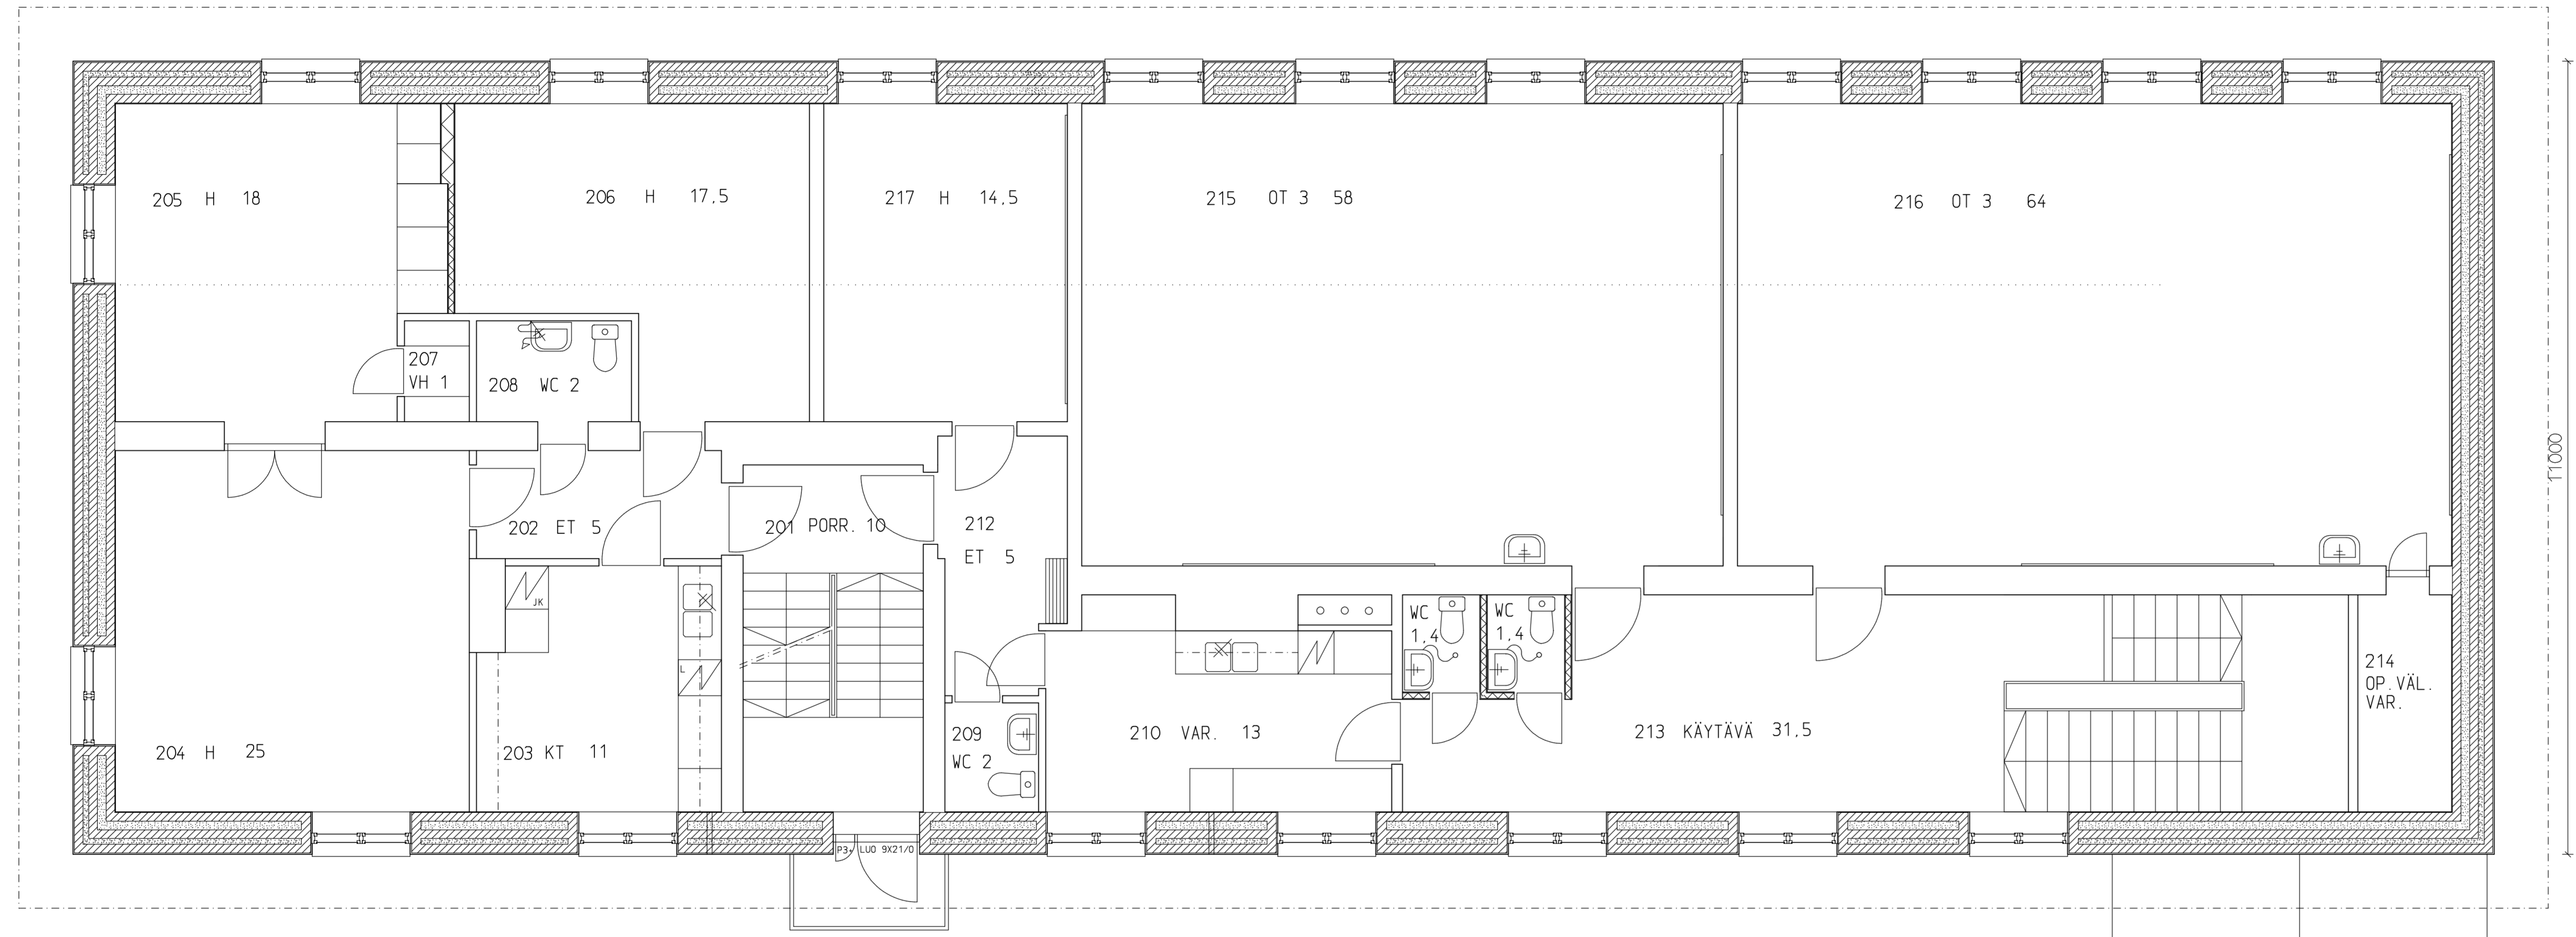 205 H 18
206 H 17,5
217 H 14,5
215 OT 3 58
216 OT 3 64
207
VH 1
208 WC 2
202 ET 5
201 PORR. 10
212
ET 5
11000
JK
L
WC
1,4
WC
1,4
204 H 25
203 KT 11
209
WC 2
210 VAR. 13
213 KÄYTÄVÄ 31,5
214
OP.VÄL.
VAR.
P3+ LUO 9X21/0